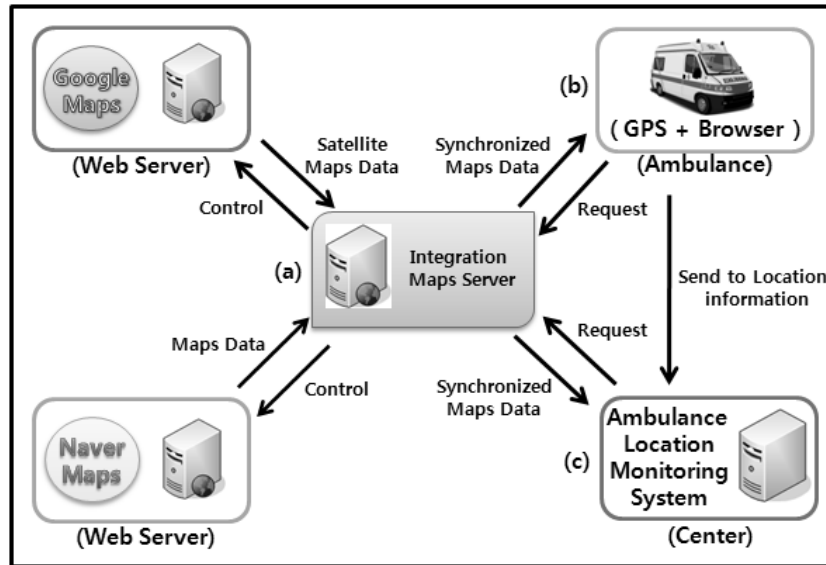 Google
Maps
(Web Server)
Satellite
Maps Data
Control
Synchronized
Maps Data
(b)
( GPS + Browser )
(Ambulance)
Request
(a)
Integration
Maps Server
Send to Location
information
Maps Data
Control
Request
Synchronized
Maps Data
Naver
Maps
(Web Server)
(c)
Ambulance
Location
Monitoring
System
(Center)